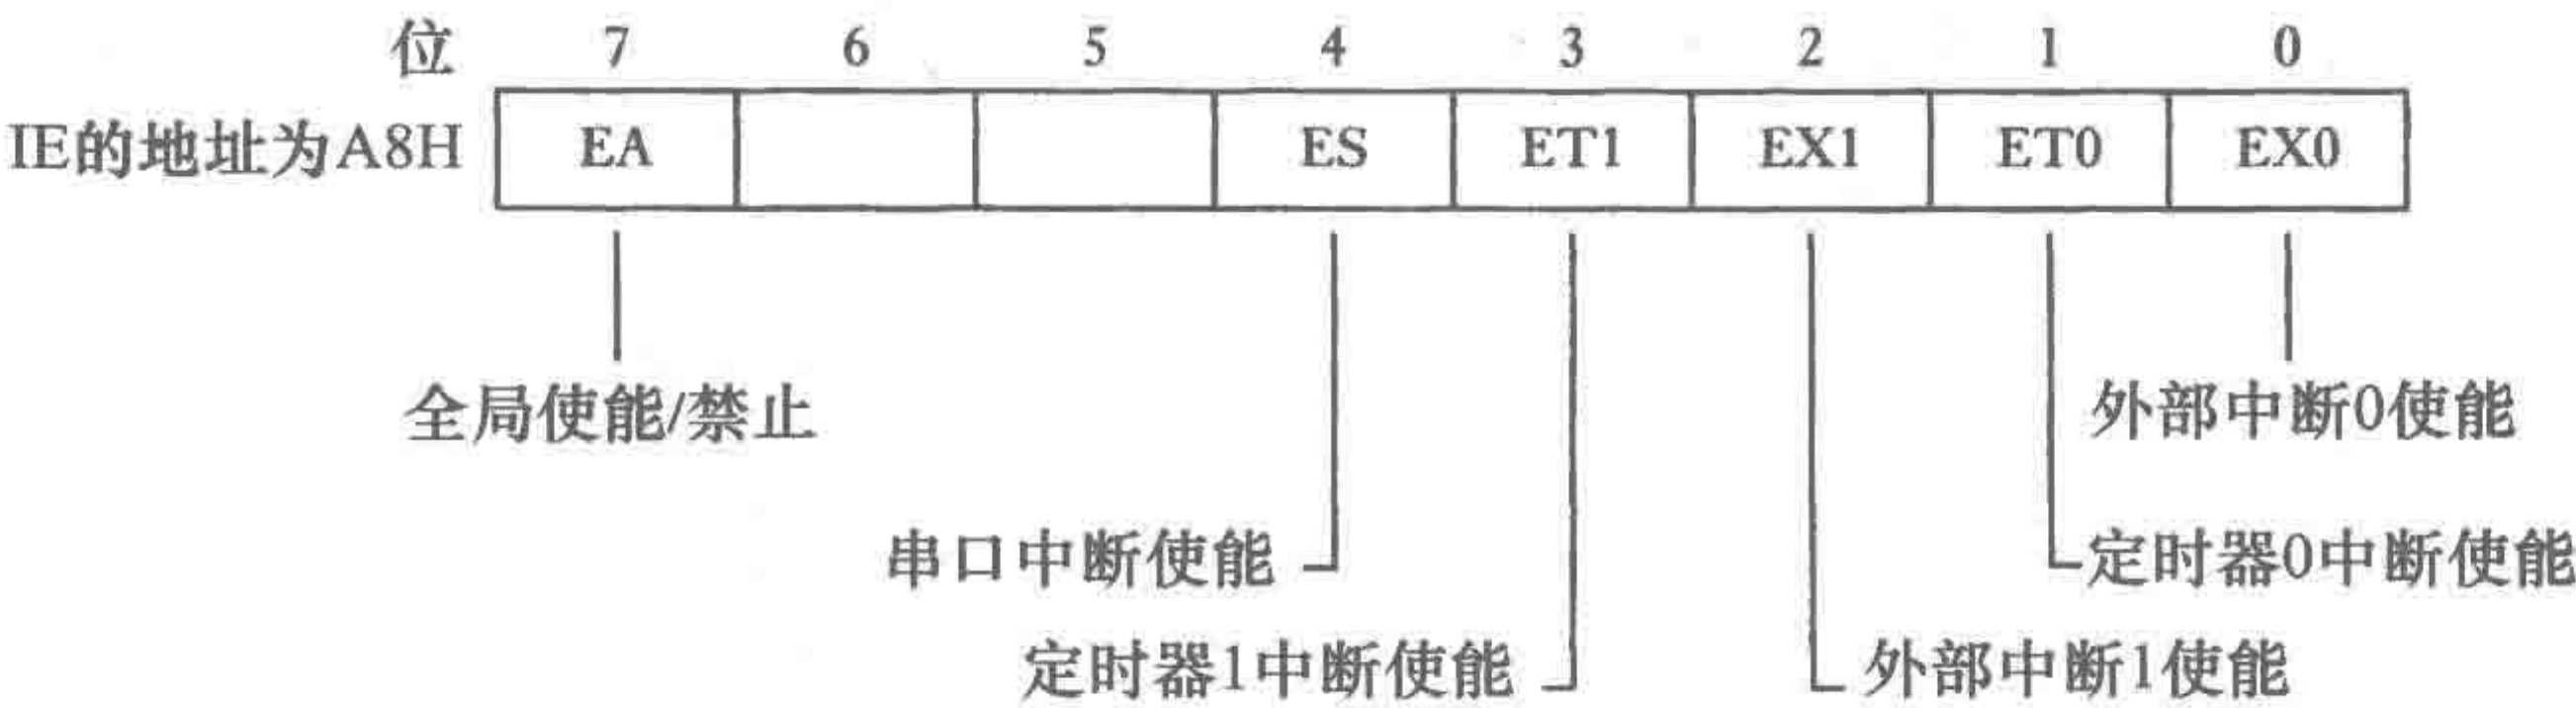 位 7 6 5 4 3 2 1 0
IE的地址为A8H EA ES ET1 EX1 ET0 EX0
全局使能/禁止 外部中断0使能
串口中断使能 定时器0中断使能
定时器1中断使能 外部中断1使能